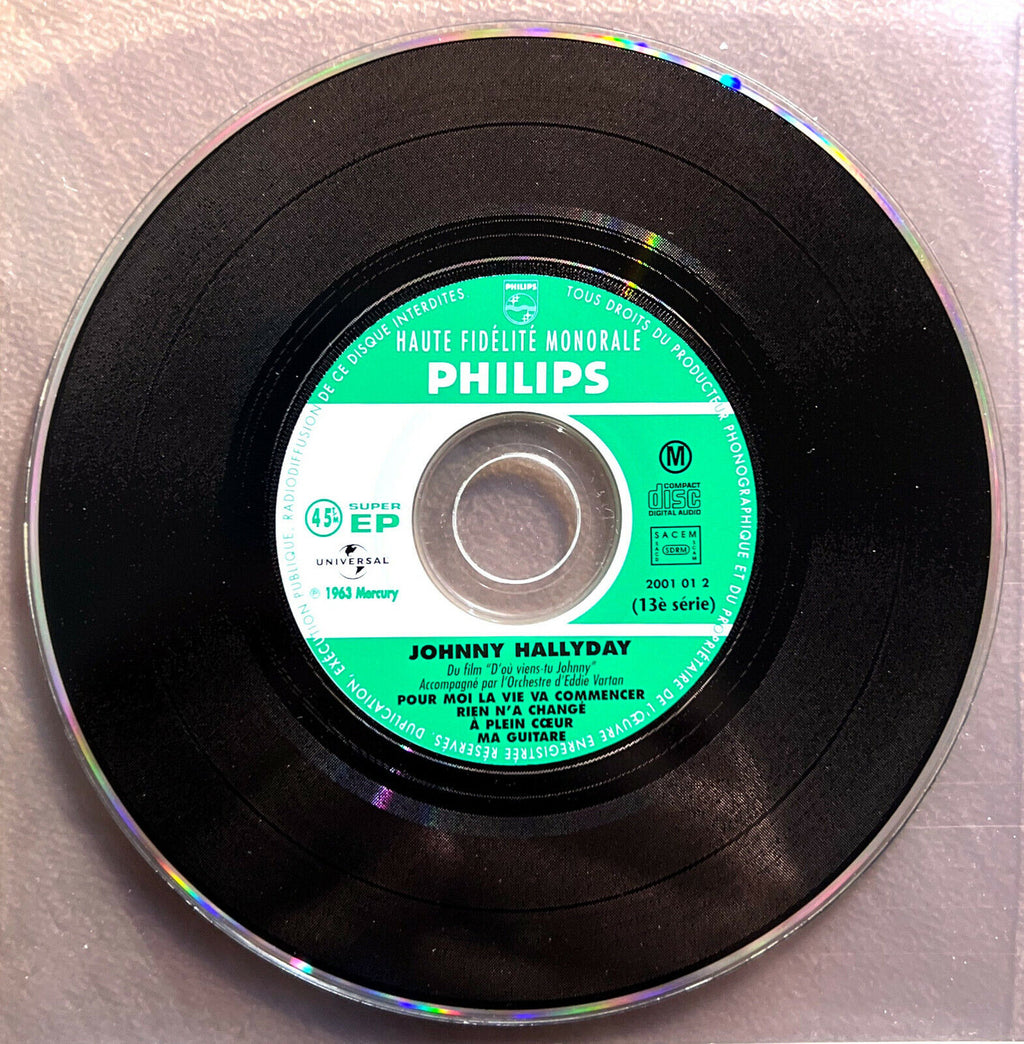 PHILIPS
DUPLICATION, EXÉCUTION PUBLIQUE, RADIODIFFUSION DE CE DISQUE INTERDITES
TOUS DROITS DU PRODUCTEUR PHONOGRAPHIQUE ET DU PROPRIÉTAIRE DE L'ŒUVRE ENREGISTRÉE RÉSERVÉS.
HAUTE FIDÉLITÉ MONORALE
PHILIPS
M
COMPACT
disc
DIGITAL AUDIO
45
SUPER
EP
SACEM
SACD
SDRM
SCAM
UNIVERSAL
2001 01 2
℗ 1963 Mercury
(13è série)
JOHNNY HALLYDAY
Du film "D'où viens-tu Johnny"
Accompagné par l'Orchestre d'Eddie Vartan
POUR MOI LA VIE VA COMMENCER
RIEN N'A CHANGÉ
À PLEIN CŒUR
MA GUITARE